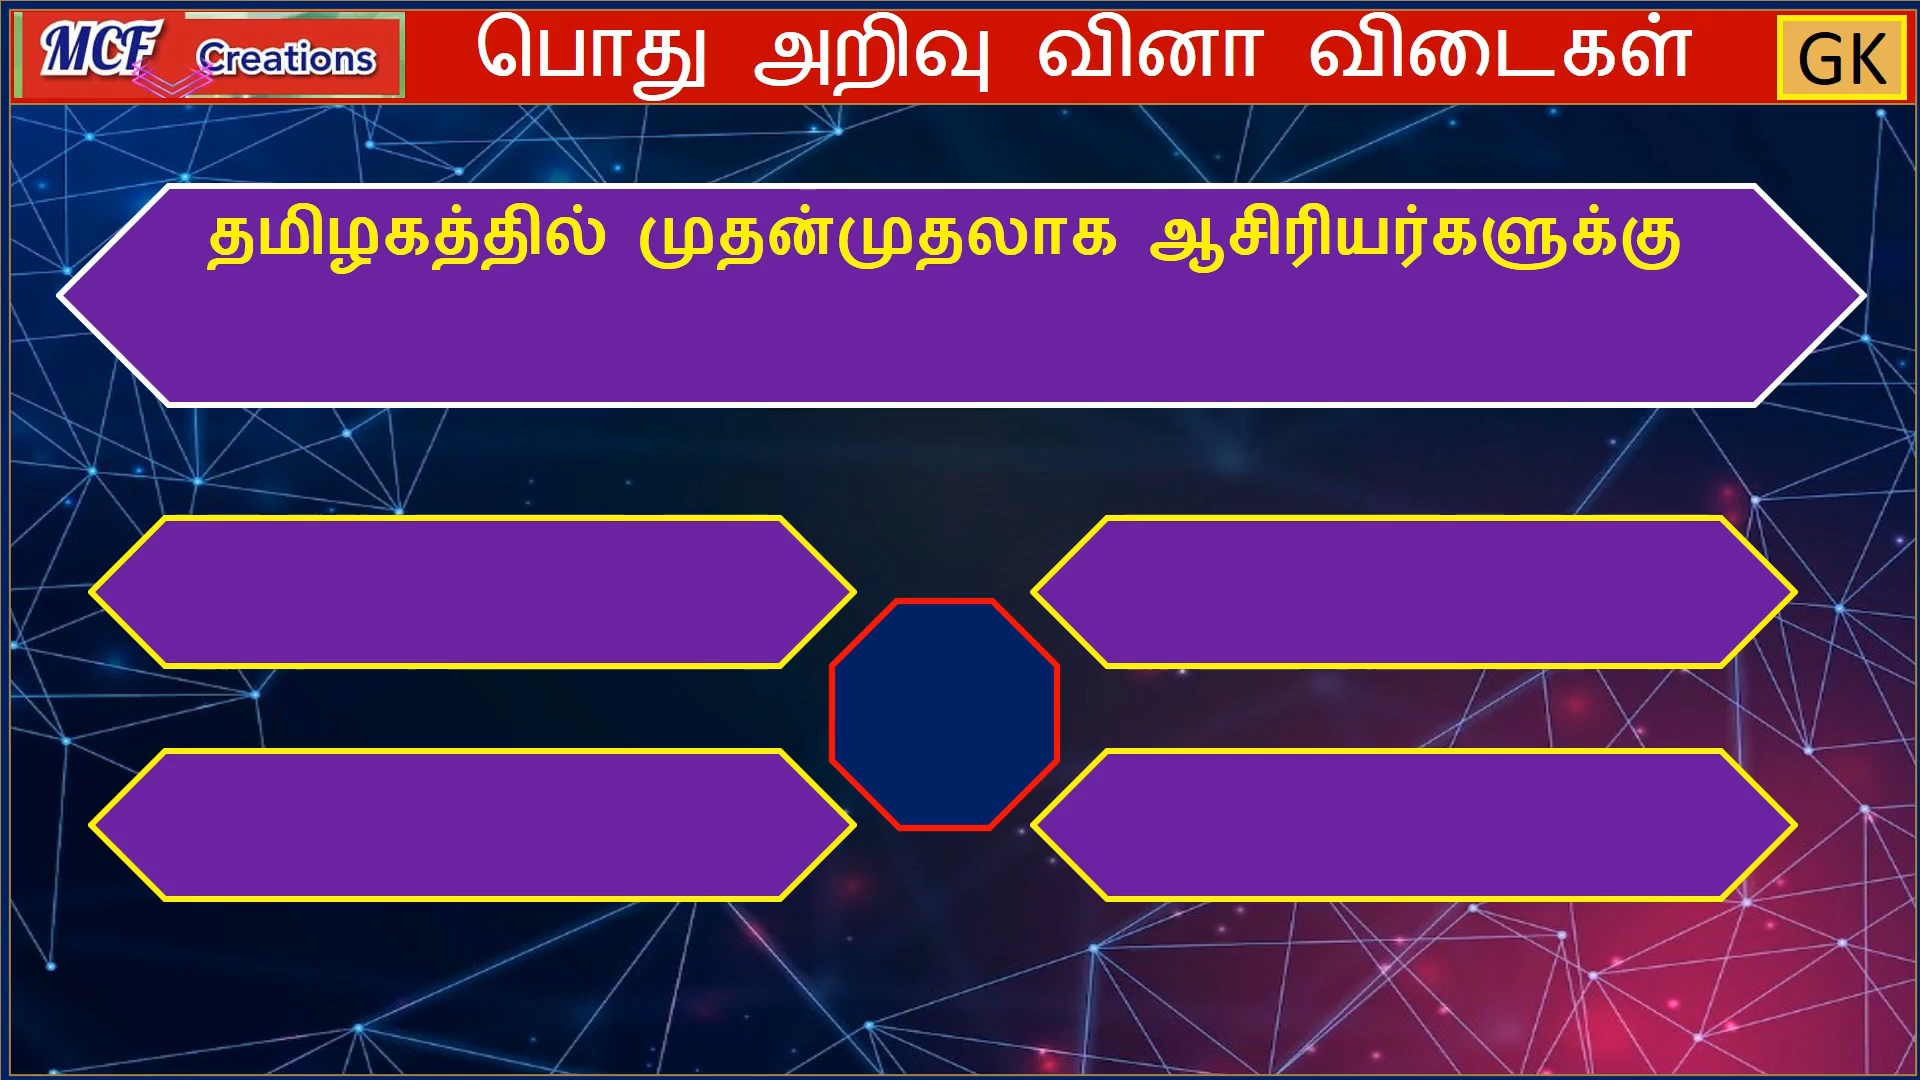 MCF Creations
பொது அறிவு வினா விடைகள்
GK
தமிழகத்தில் முதன்முதலாக ஆசிரியர்களுக்கு